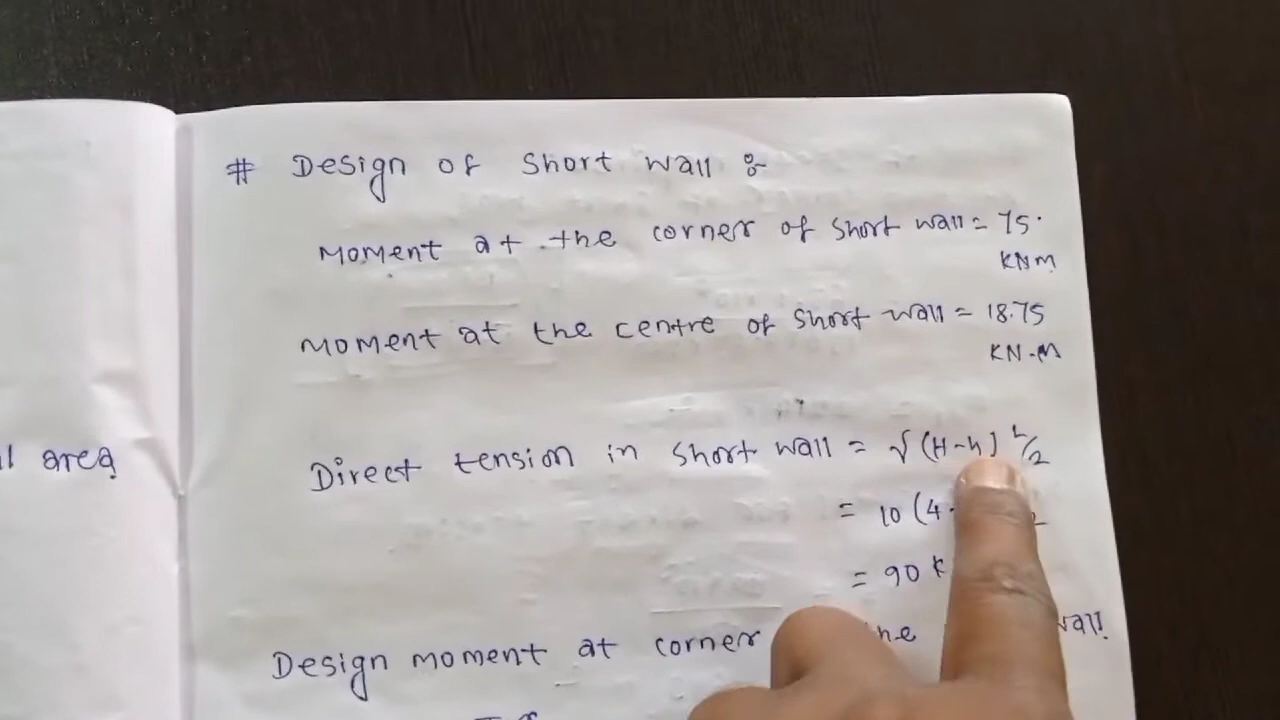 # Design of short wall :-
Moment at the corner of short wall = 75.
KNm
Moment at the centre of short wall = 18.75
KN.m
l area
Direct tension in short wall = √(H-h) L/2
= 10 (4
= 90 K
Design moment at corner